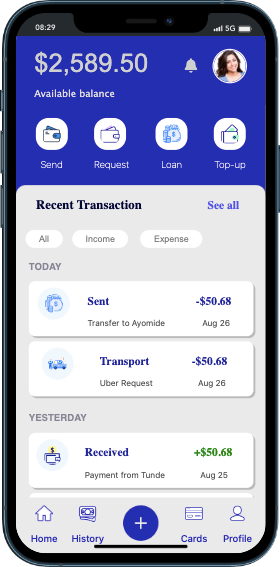 08:29 5G
$2,589.50
Available balance
Send Request Loan Top-up
Recent Transaction See all
All Income Expense
TODAY
Sent -$50.68
Transfer to Ayomide Aug 26
Transport -$50.68
Uber Request Aug 26
YESTERDAY
Received +$50.68
Payment from Tunde Aug 25
Home History + Cards Profile